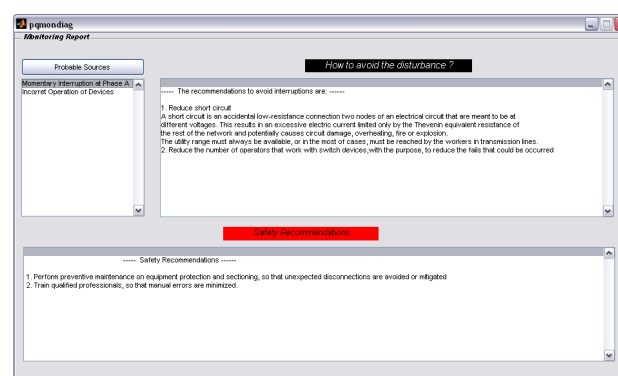 pqmondiag
Monitoring Report
Probable Sources
How to avoid the disturbance ?
Momentary Interruption at Phase A
Incorret Operation of Devices
----- The recommendations to avoid interruptions are: ------
1. Reduce short circuit
A short circuit is an accidental low-resistance connection two nodes of an electrical circuit that are meant to be at
different voltages. This results in an excessive electric current limited only by the Thevenin equivalent resistance of
the rest of the network and potentially causes circuit damage, overheating, fire or explosion.
The utility range must always be available, or in the most of cases, must be reached by the workers in transmission lines.
2. Reduce the number of operators that work with switch devices,with the purpose, to reduce the fails that could be occurred
Safety Recommendations
----- Safety Recommendations ------
1. Perform preventive maintenance on equipment protection and sectioning, so that unexpected disconnections are avoided or mitigated
2. Train qualified professionals, so that manual errors are minimized.